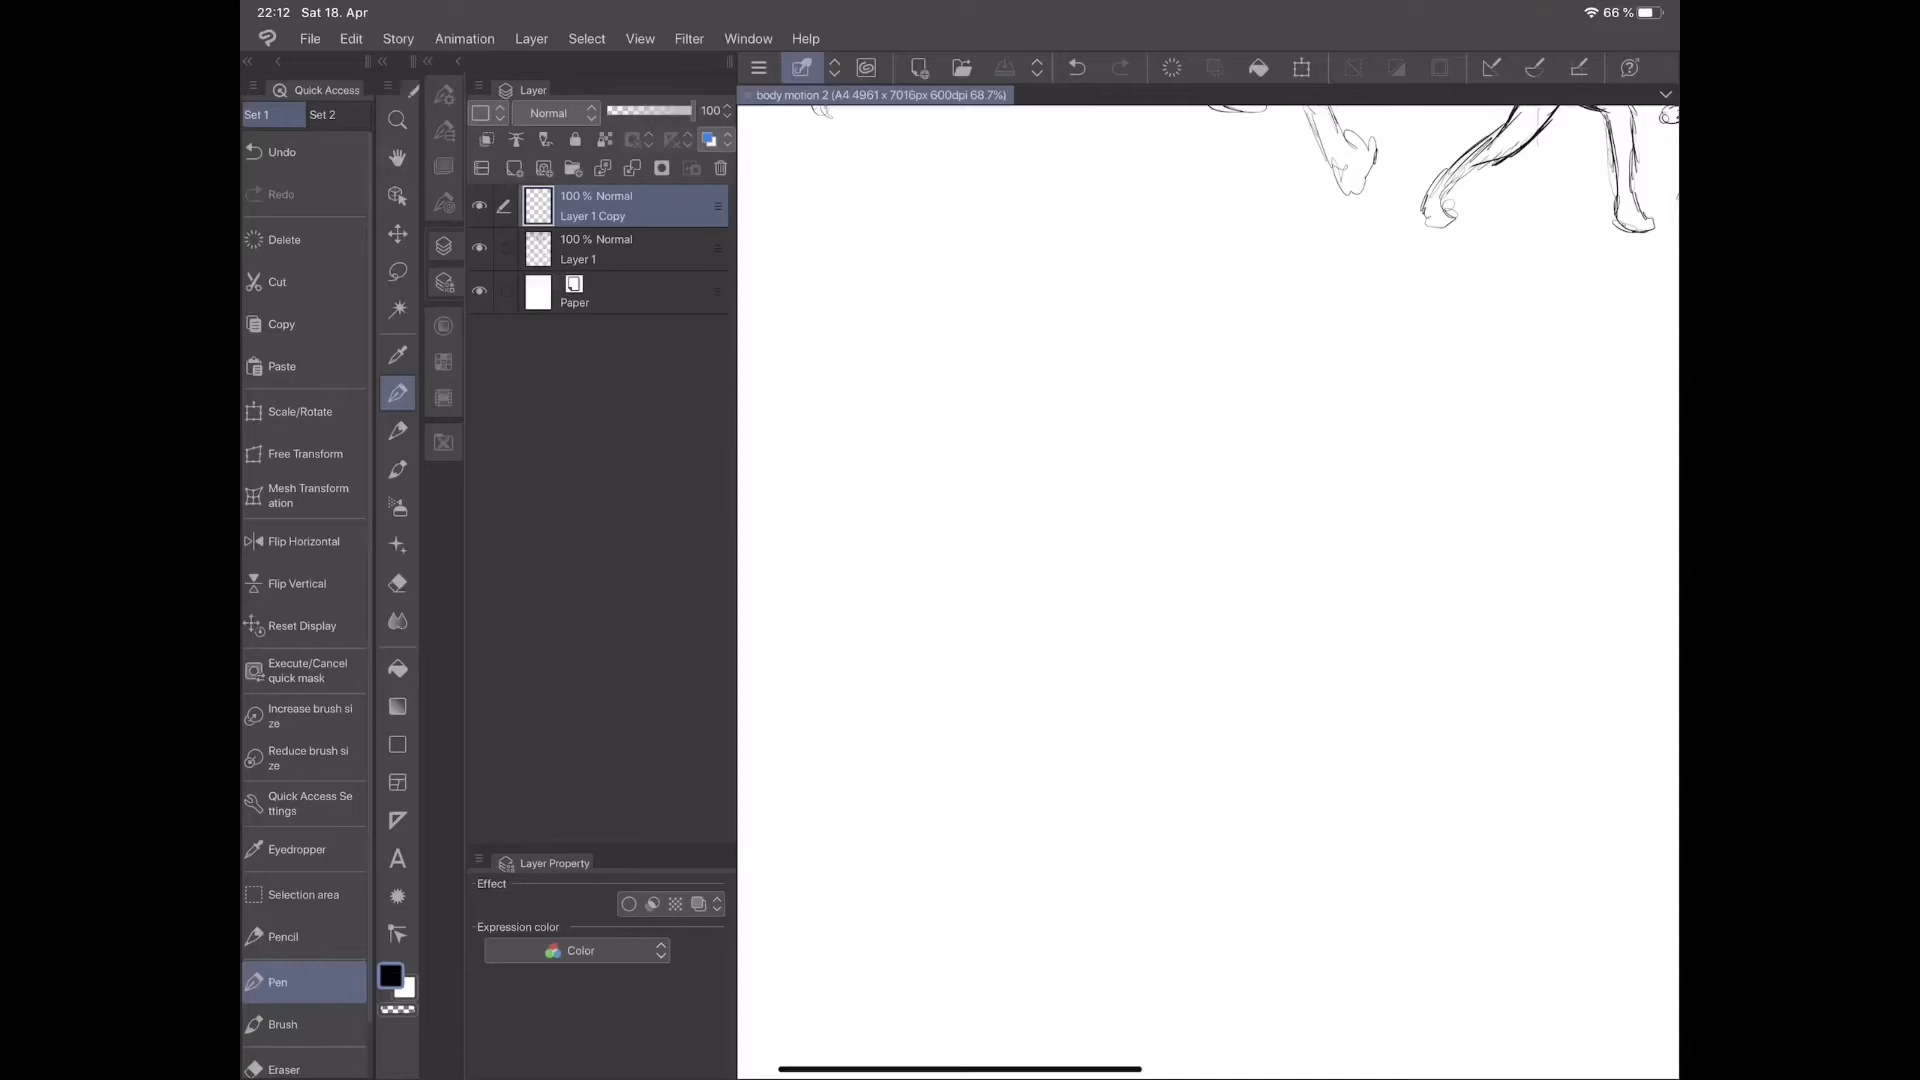 22:12 Sat 18. Apr
66 %
File Edit Story Animation Layer Select View Filter Window Help
Quick Access
Layer
body motion 2 (A4 4961 x 7016px 600dpi 68.7%)
Set 1 Set 2
Normal 100
Undo
Redo
Delete
Cut
Copy
Paste
Scale/Rotate
Free Transform
Mesh Transform
ation
Flip Horizontal
Flip Vertical
Reset Display
Execute/Cancel
quick mask
Increase brush si
ze
Reduce brush si
ze
Quick Access Se
ttings
Eyedropper
Selection area
Pencil
Pen
Brush
Eraser
A
100 % Normal
Layer 1 Copy
100 % Normal
Layer 1
Paper
Layer Property
Effect
Expression color
Color